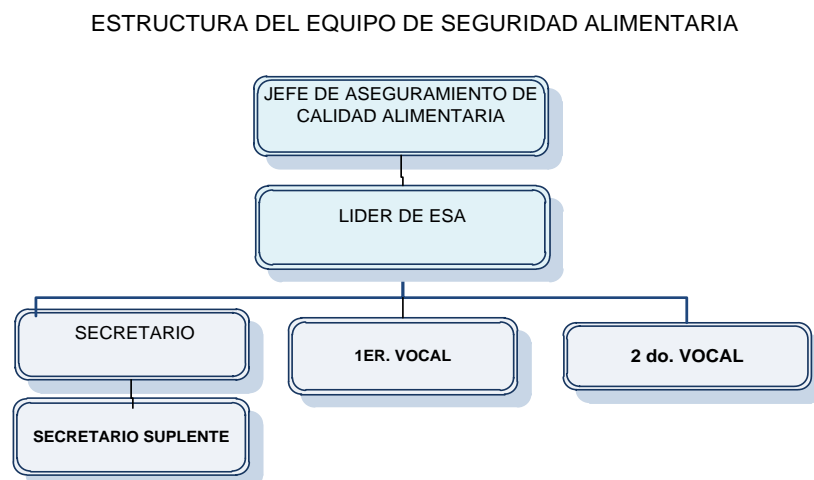 ESTRUCTURA DEL EQUIPO DE SEGURIDAD ALIMENTARIA
JEFE DE ASEGURAMIENTO DE
CALIDAD ALIMENTARIA
LIDER DE ESA
SECRETARIO
1ER. VOCAL
2 do. VOCAL
SECRETARIO SUPLENTE